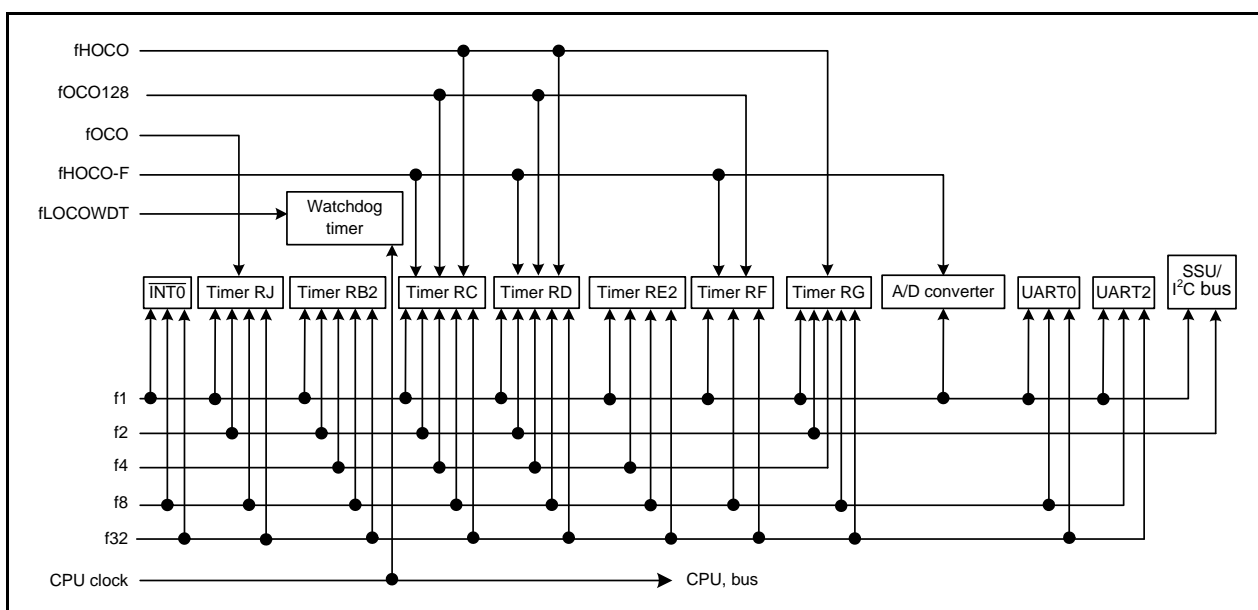 fHOCO
fOCO128
fOCO
fHOCO-F
fLOCOWDT
Watchdog
timer
INT0
Timer RJ
Timer RB2
Timer RC
Timer RD
Timer RE2
Timer RF
Timer RG
A/D converter
UART0
UART2
SSU/
I²C bus
f1
f2
f4
f8
f32
CPU clock
CPU, bus